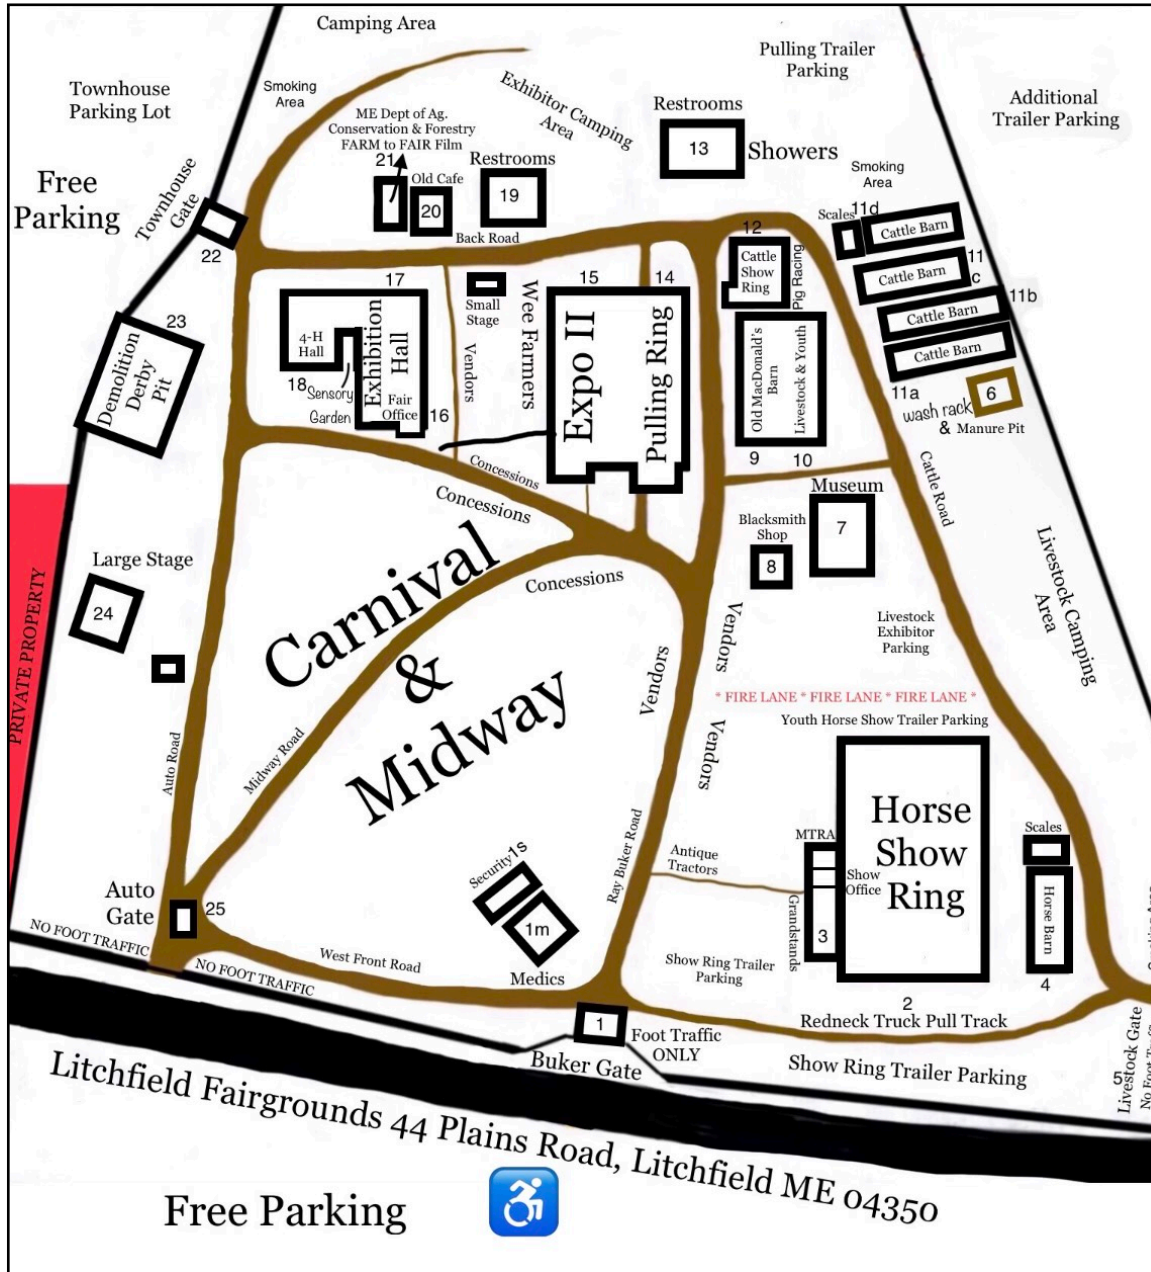 Camping Area
Townhouse
Parking Lot
Smoking
Area
Exhibitor Camping
Area
Pulling Trailer
Parking
Additional
Trailer Parking
Free
Parking
Townhouse
Gate
22
ME Dept of Ag.
Conservation & Forestry
FARM to FAIR Film
21
Old Cafe
20
Restrooms
19
Back Road
Restrooms
13
Showers
Smoking
Area
Scales
11d
Cattle Barn
11
c
Cattle Barn
11b
Cattle Barn
Cattle Barn
11a
wash rack
6
& Manure Pit
12
Cattle
Show
Ring
Pig Racing
17
4-H
Hall
18
Sensory
Garden
Exhibition
Hall
Fair
Office
16
Small
Stage
Vendors
Wee Farmers
15
Expo II
14
Pulling Ring
Old MacDonald's
Barn
Livestock & Youth
9
10
23
Demolition
Derby
Pit
Concessions
Concessions
Concessions
Museum
7
Blacksmith
Shop
8
Cattle Road
Livestock Camping
Area
Livestock
Exhibitor
Parking
PRIVATE PROPERTY
Large Stage
24
Carnival
&
Midway
Auto Road
Midway Road
Vendors
Vendors
Vendors
* FIRE LANE * FIRE LANE * FIRE LANE *
Youth Horse Show Trailer Parking
Horse
Show
Ring
MTRA
Show
Office
Grandstands
3
Scales
Horse Barn
4
Antique
Tractors
Ray Buker Road
Security
1s
1m
Medics
Auto
Gate
25
NO FOOT TRAFFIC
NO FOOT TRAFFIC
West Front Road
Show Ring Trailer
Parking
2
Redneck Truck Pull Track
1
Foot Traffic
ONLY
Buker Gate
Show Ring Trailer Parking
5
Livestock Gate
No Foot
Litchfield Fairgrounds 44 Plains Road, Litchfield ME 04350
Free Parking